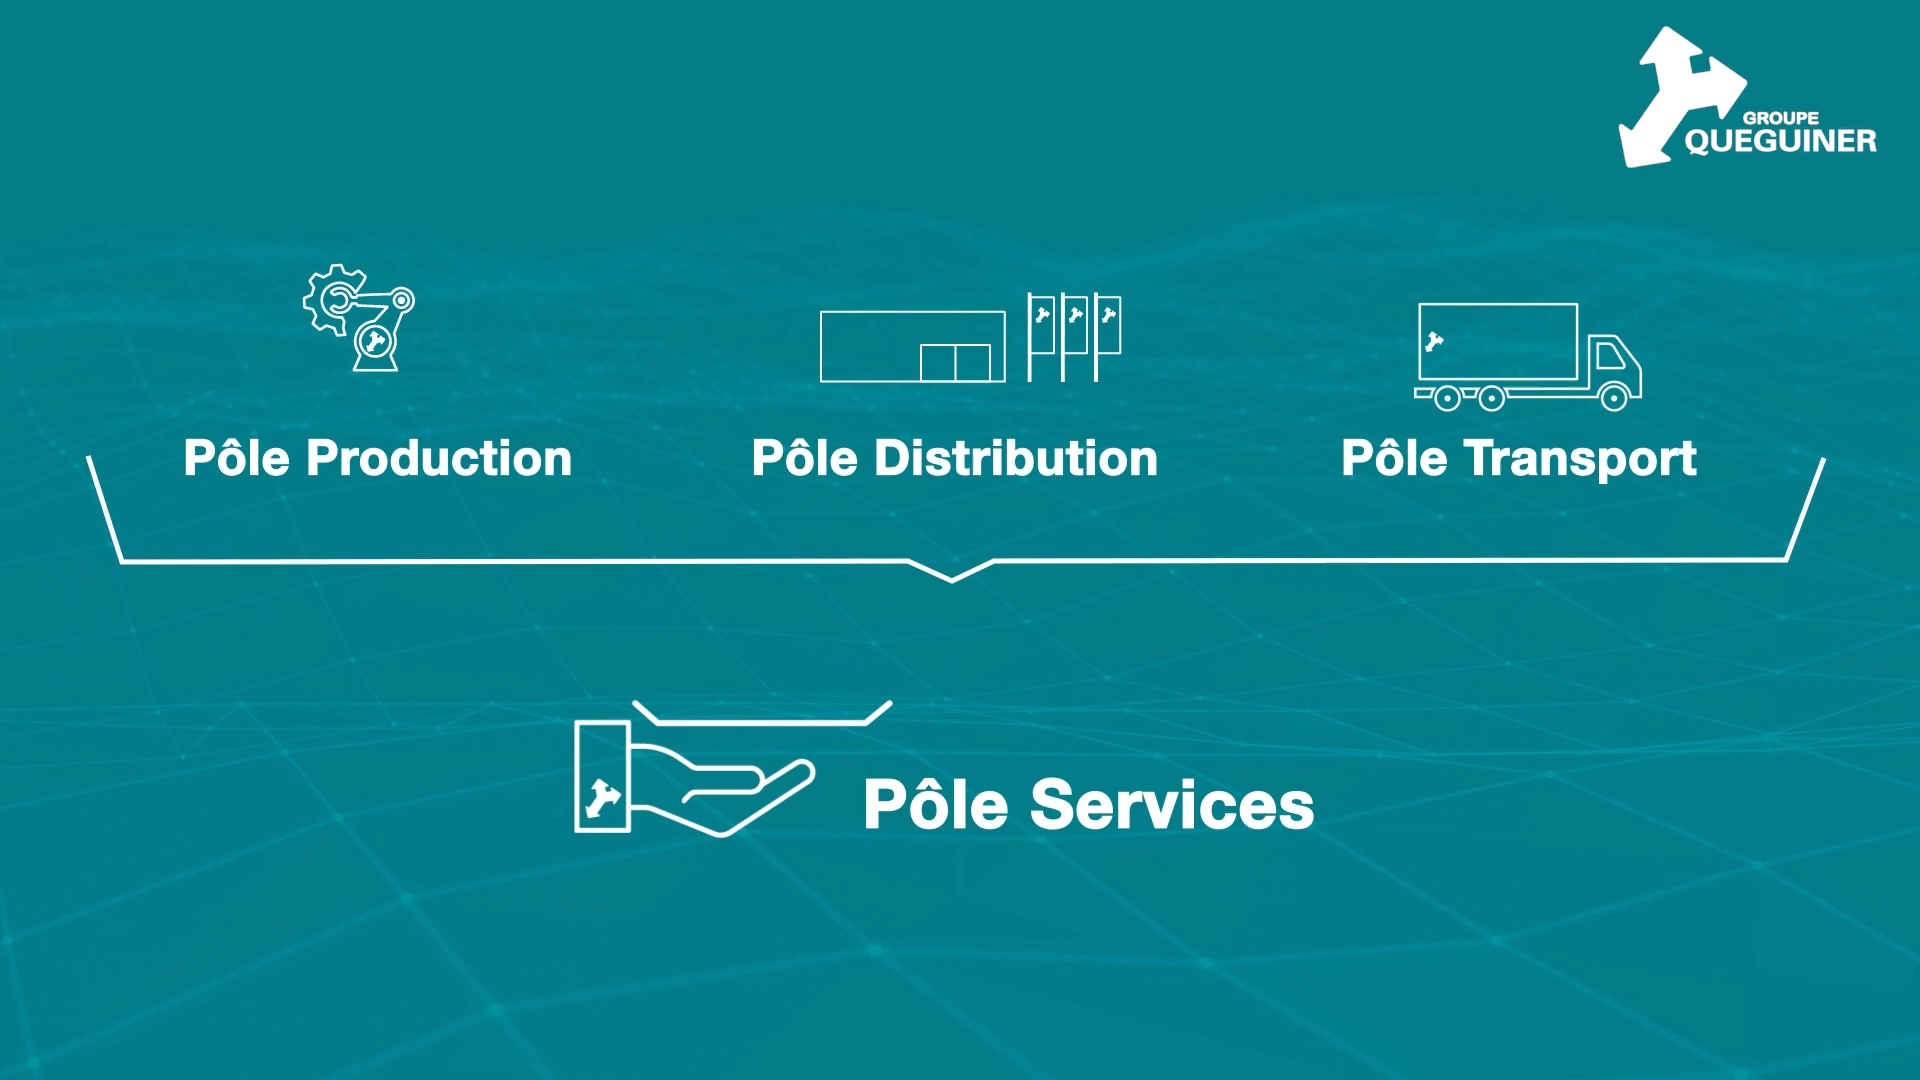 GROUPE
QUEGUINER
Pôle Production
Pôle Distribution
Pôle Transport
Pôle Services